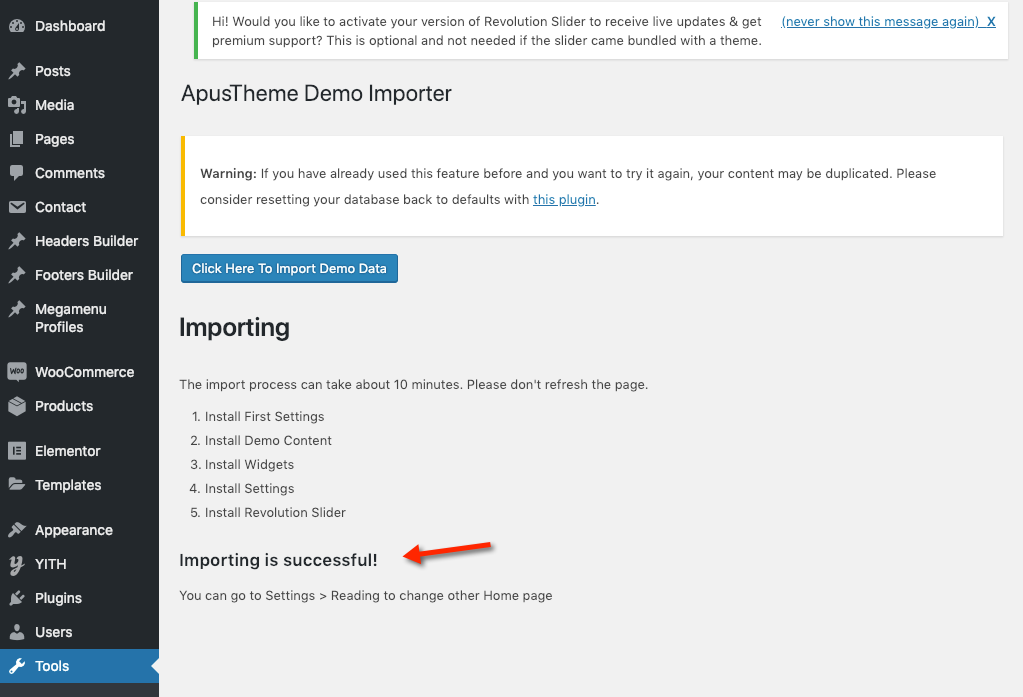 Dashboard
Posts
Media
Pages
Comments
Contact
Headers Builder
Footers Builder
Megamenu
Profiles
WOO WooCommerce
Products
Elementor
Templates
Appearance
YITH
Plugins
Users
Tools
Hi! Would you like to activate your version of Revolution Slider to receive live updates & get (never show this message again) X
premium support? This is optional and not needed if the slider came bundled with a theme.
ApusTheme Demo Importer
Warning: If you have already used this feature before and you want to try it again, your content may be duplicated. Please
consider resetting your database back to defaults with this plugin.
Click Here To Import Demo Data
Importing
The import process can take about 10 minutes. Please don't refresh the page.
1. Install First Settings
2. Install Demo Content
3. Install Widgets
4. Install Settings
5. Install Revolution Slider
Importing is successful!
You can go to Settings > Reading to change other Home page